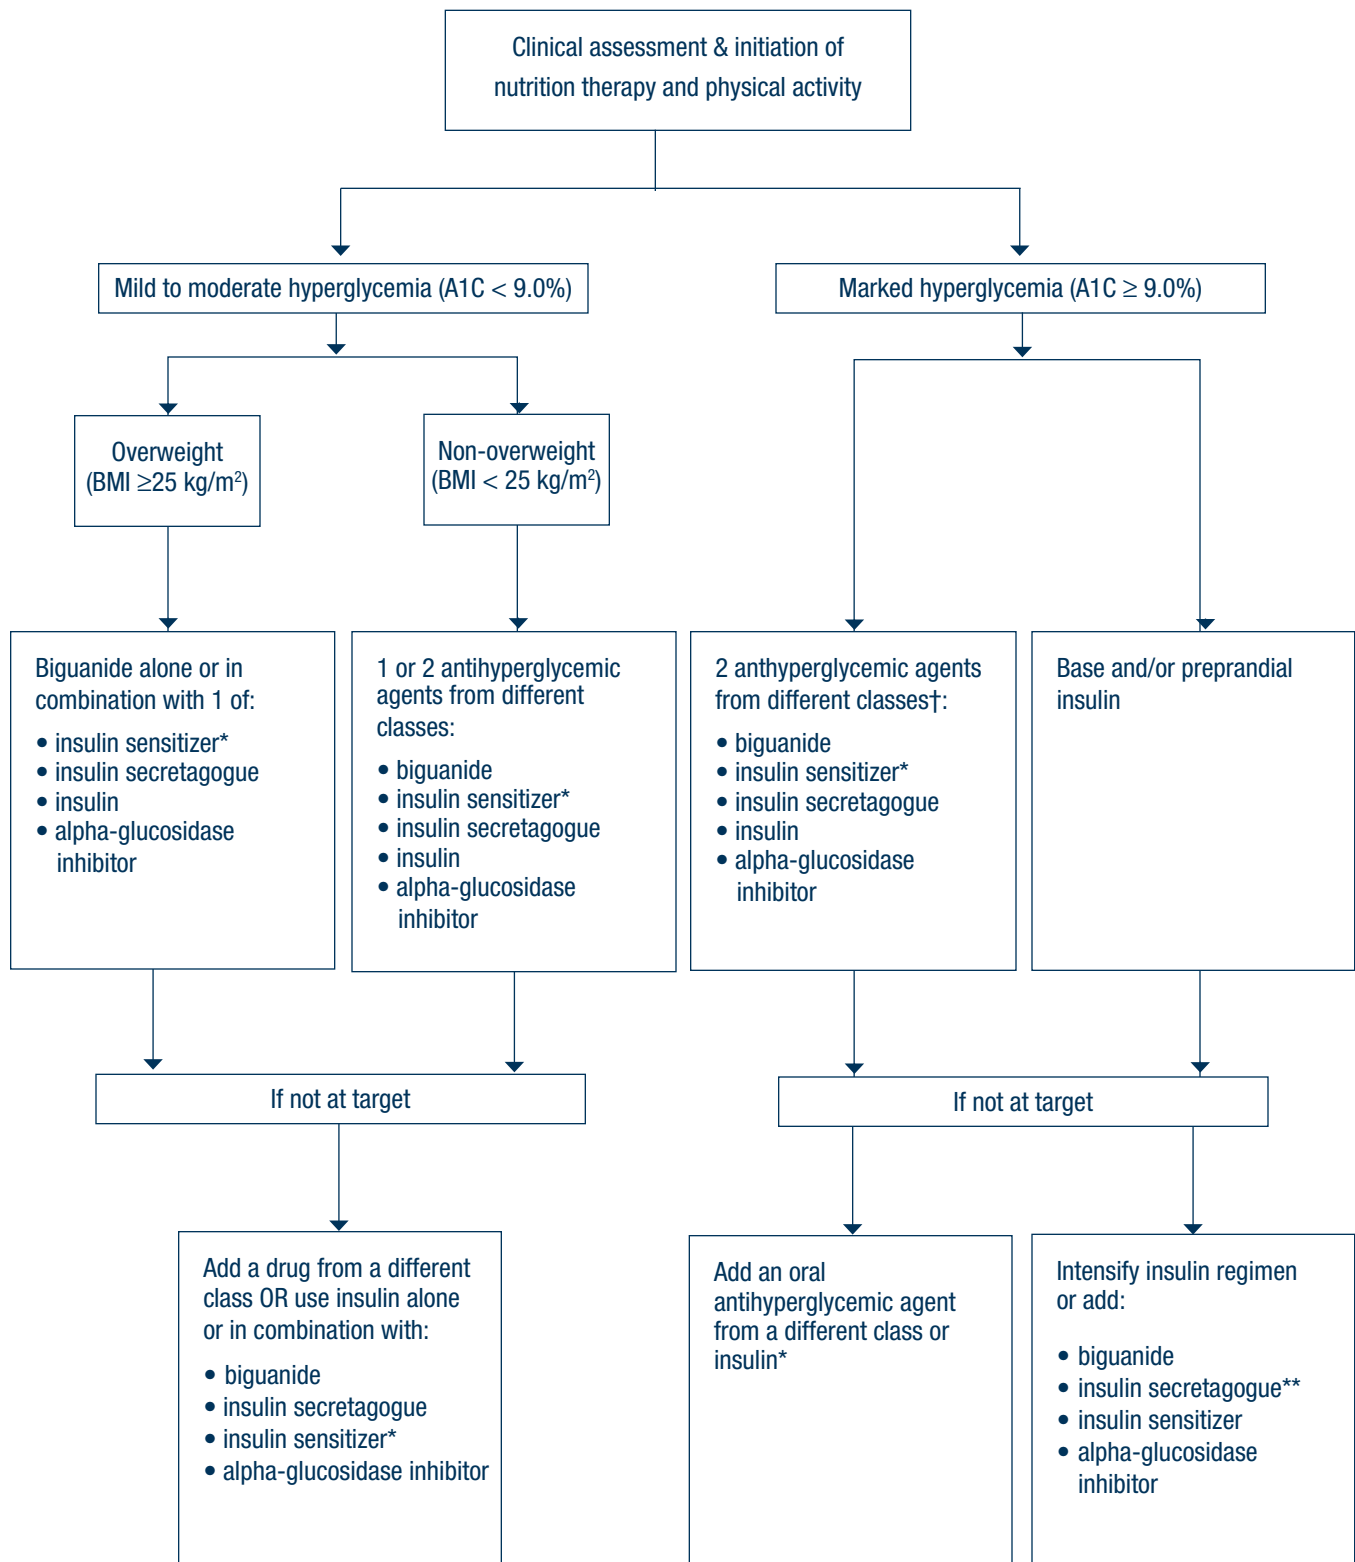 Clinical assessment & initiation of
nutrition therapy and physical activity
Mild to moderate hyperglycemia (A1C < 9.0%)
Marked hyperglycemia (A1C ≥ 9.0%)
Overweight
(BMI ≥25 kg/m²)
Non-overweight
(BMI < 25 kg/m²)
Biguanide alone or in
combination with 1 of:
• insulin sensitizer*
• insulin secretagogue
• insulin
• alpha-glucosidase
inhibitor
1 or 2 antihyperglycemic
agents from different
classes:
• biguanide
• insulin sensitizer*
• insulin secretagogue
• insulin
• alpha-glucosidase
inhibitor
2 anthyperglycemic agents
from different classes†:
• biguanide
• insulin sensitizer*
• insulin secretagogue
• insulin
• alpha-glucosidase
inhibitor
Base and/or preprandial
insulin
If not at target
If not at target
Add a drug from a different
class OR use insulin alone
or in combination with:
• biguanide
• insulin secretagogue
• insulin sensitizer*
• alpha-glucosidase inhibitor
Add an oral
antihyperglycemic agent
from a different class or
insulin*
Intensify insulin regimen
or add:
• biguanide
• insulin secretagogue**
• insulin sensitizer
• alpha-glucosidase
inhibitor